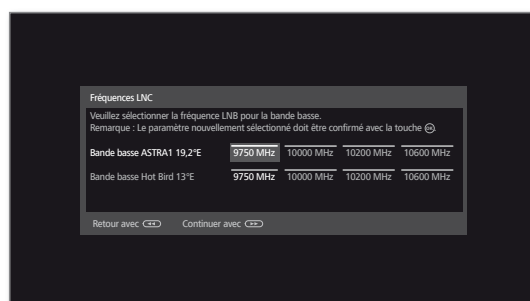 Fréquences LNC
Veuillez sélectionner la fréquence LNB pour la bande basse.
Remarque : Le paramètre nouvellement sélectionné doit être confirmé avec la touche OK.
Bande basse ASTRA1 19,2°E 9750 MHz 10000 MHz 10200 MHz 10600 MHz
Bande basse Hot Bird 13°E 9750 MHz 10000 MHz 10200 MHz 10600 MHz
Retour avec Continuer avec